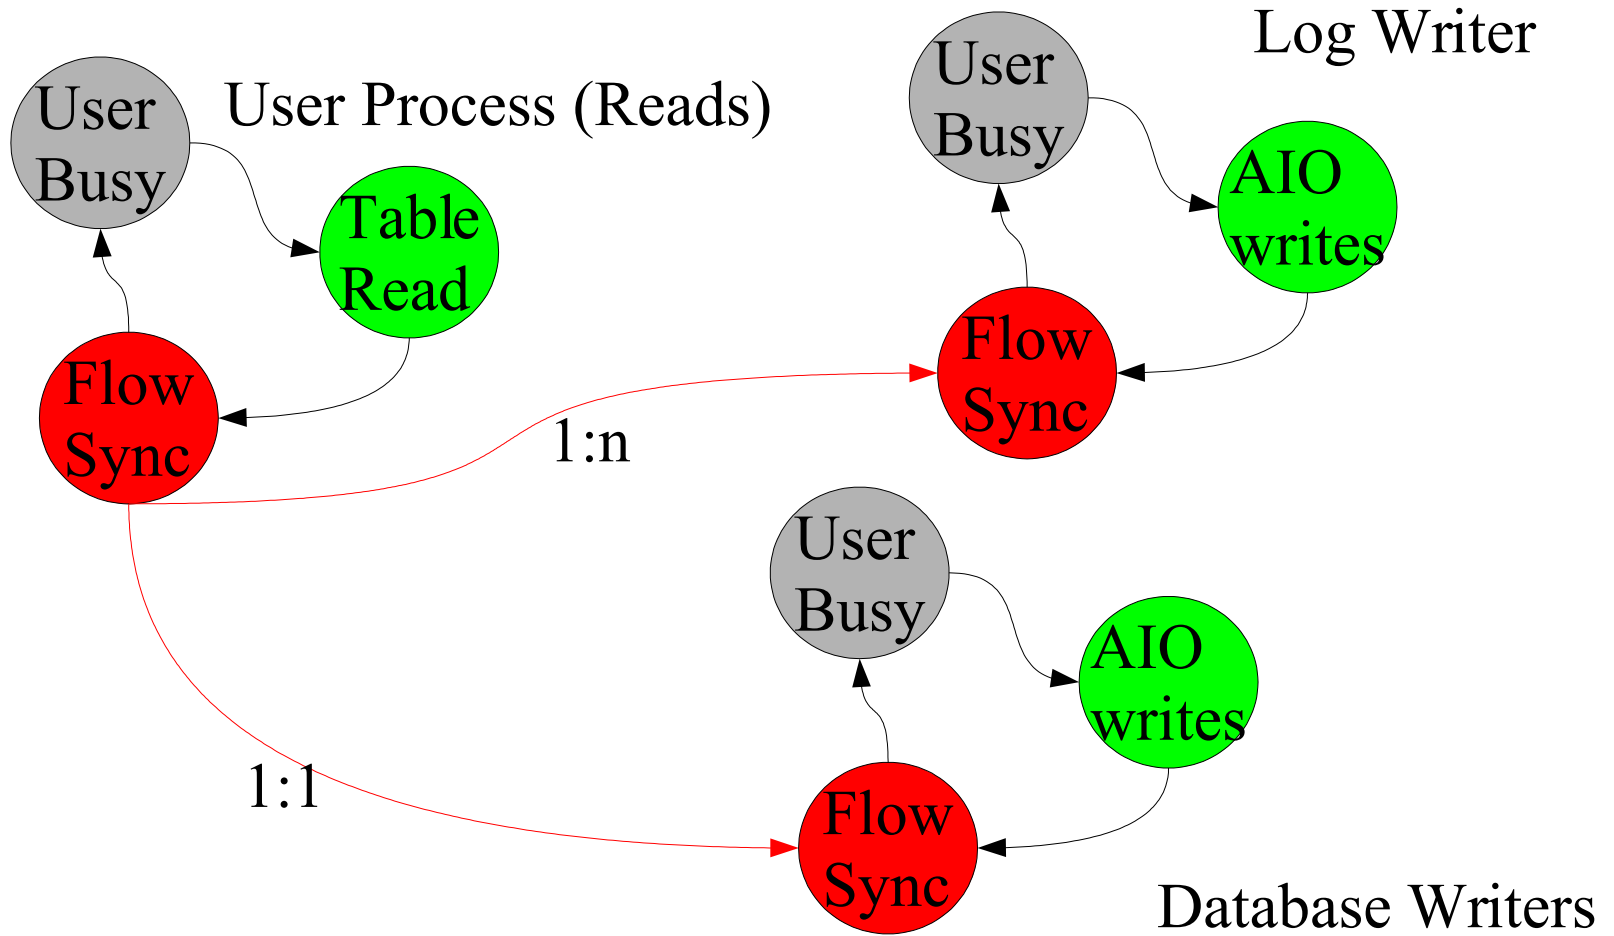 User
Busy
User Process (Reads)
Table
Read
Flow
Sync
Log Writer
User
Busy
AIO
writes
Flow
Sync
1:n
1:1
User
Busy
AIO
writes
Flow
Sync
Database Writers